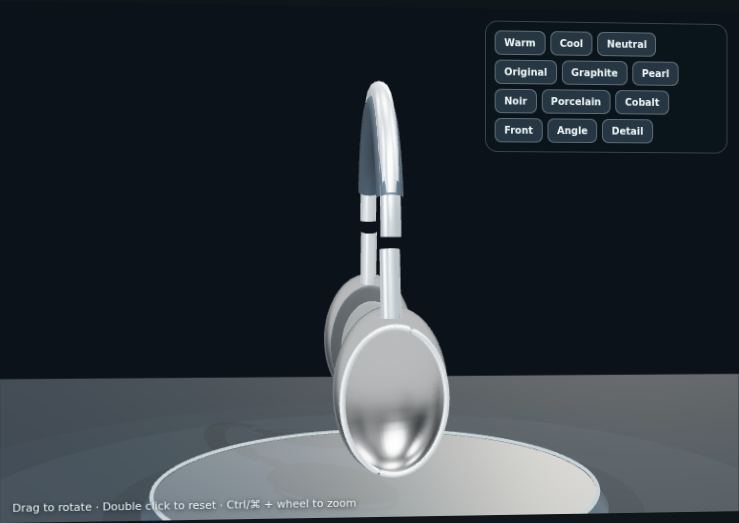 Warm Cool Neutral
Original Graphite Pearl
Noir Porcelain Cobalt
Front Angle Detail
Drag to rotate · Double click to reset · Ctrl/⌘ + wheel to zoom